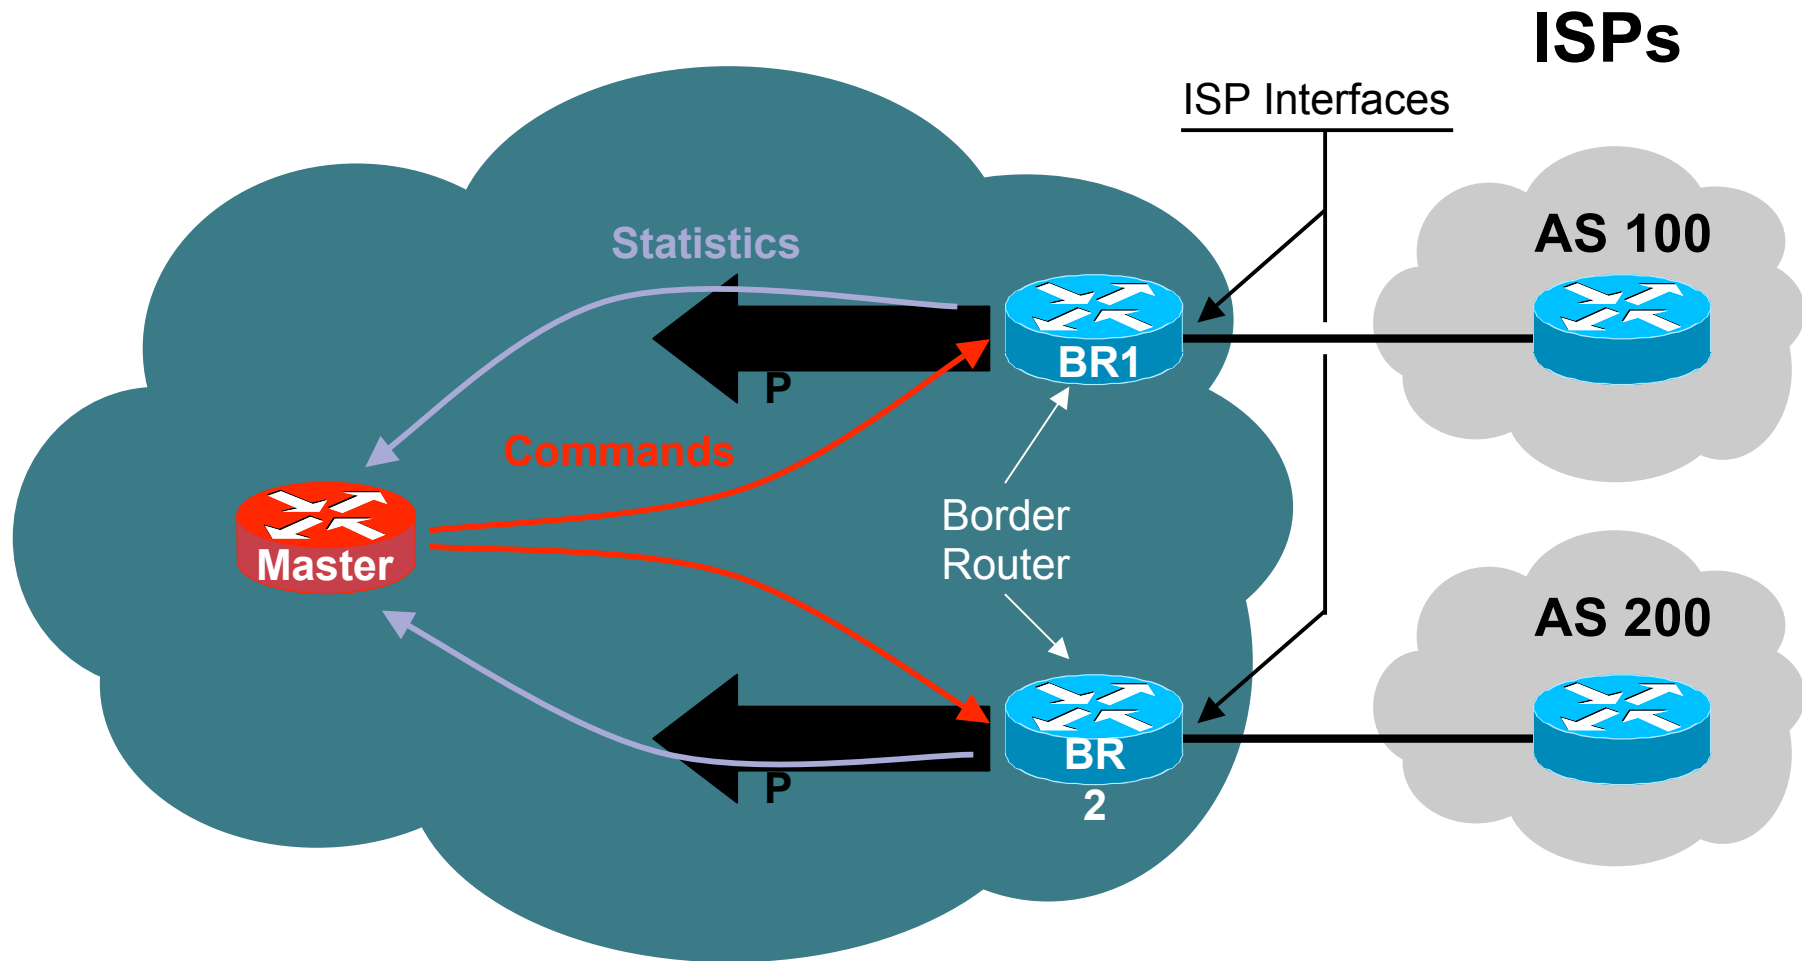 ISPs
ISP Interfaces
AS 100
Statistics
BR1
P
Commands
Border
Router
Master
AS 200
BR
2
P